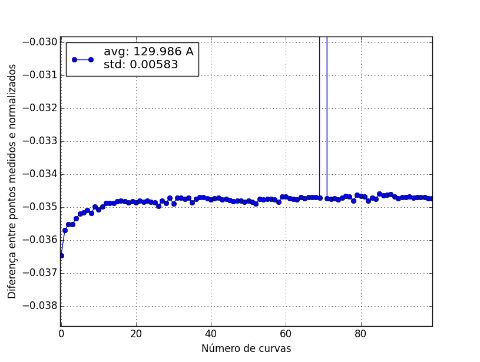 −0.030
−0.031
−0.032
−0.033
−0.034
−0.035
−0.036
−0.037
−0.038
Diferença entre pontos medidos e normalizados
avg: 129.986 A
std: 0.00583
0 20 40 60 80
Número de curvas